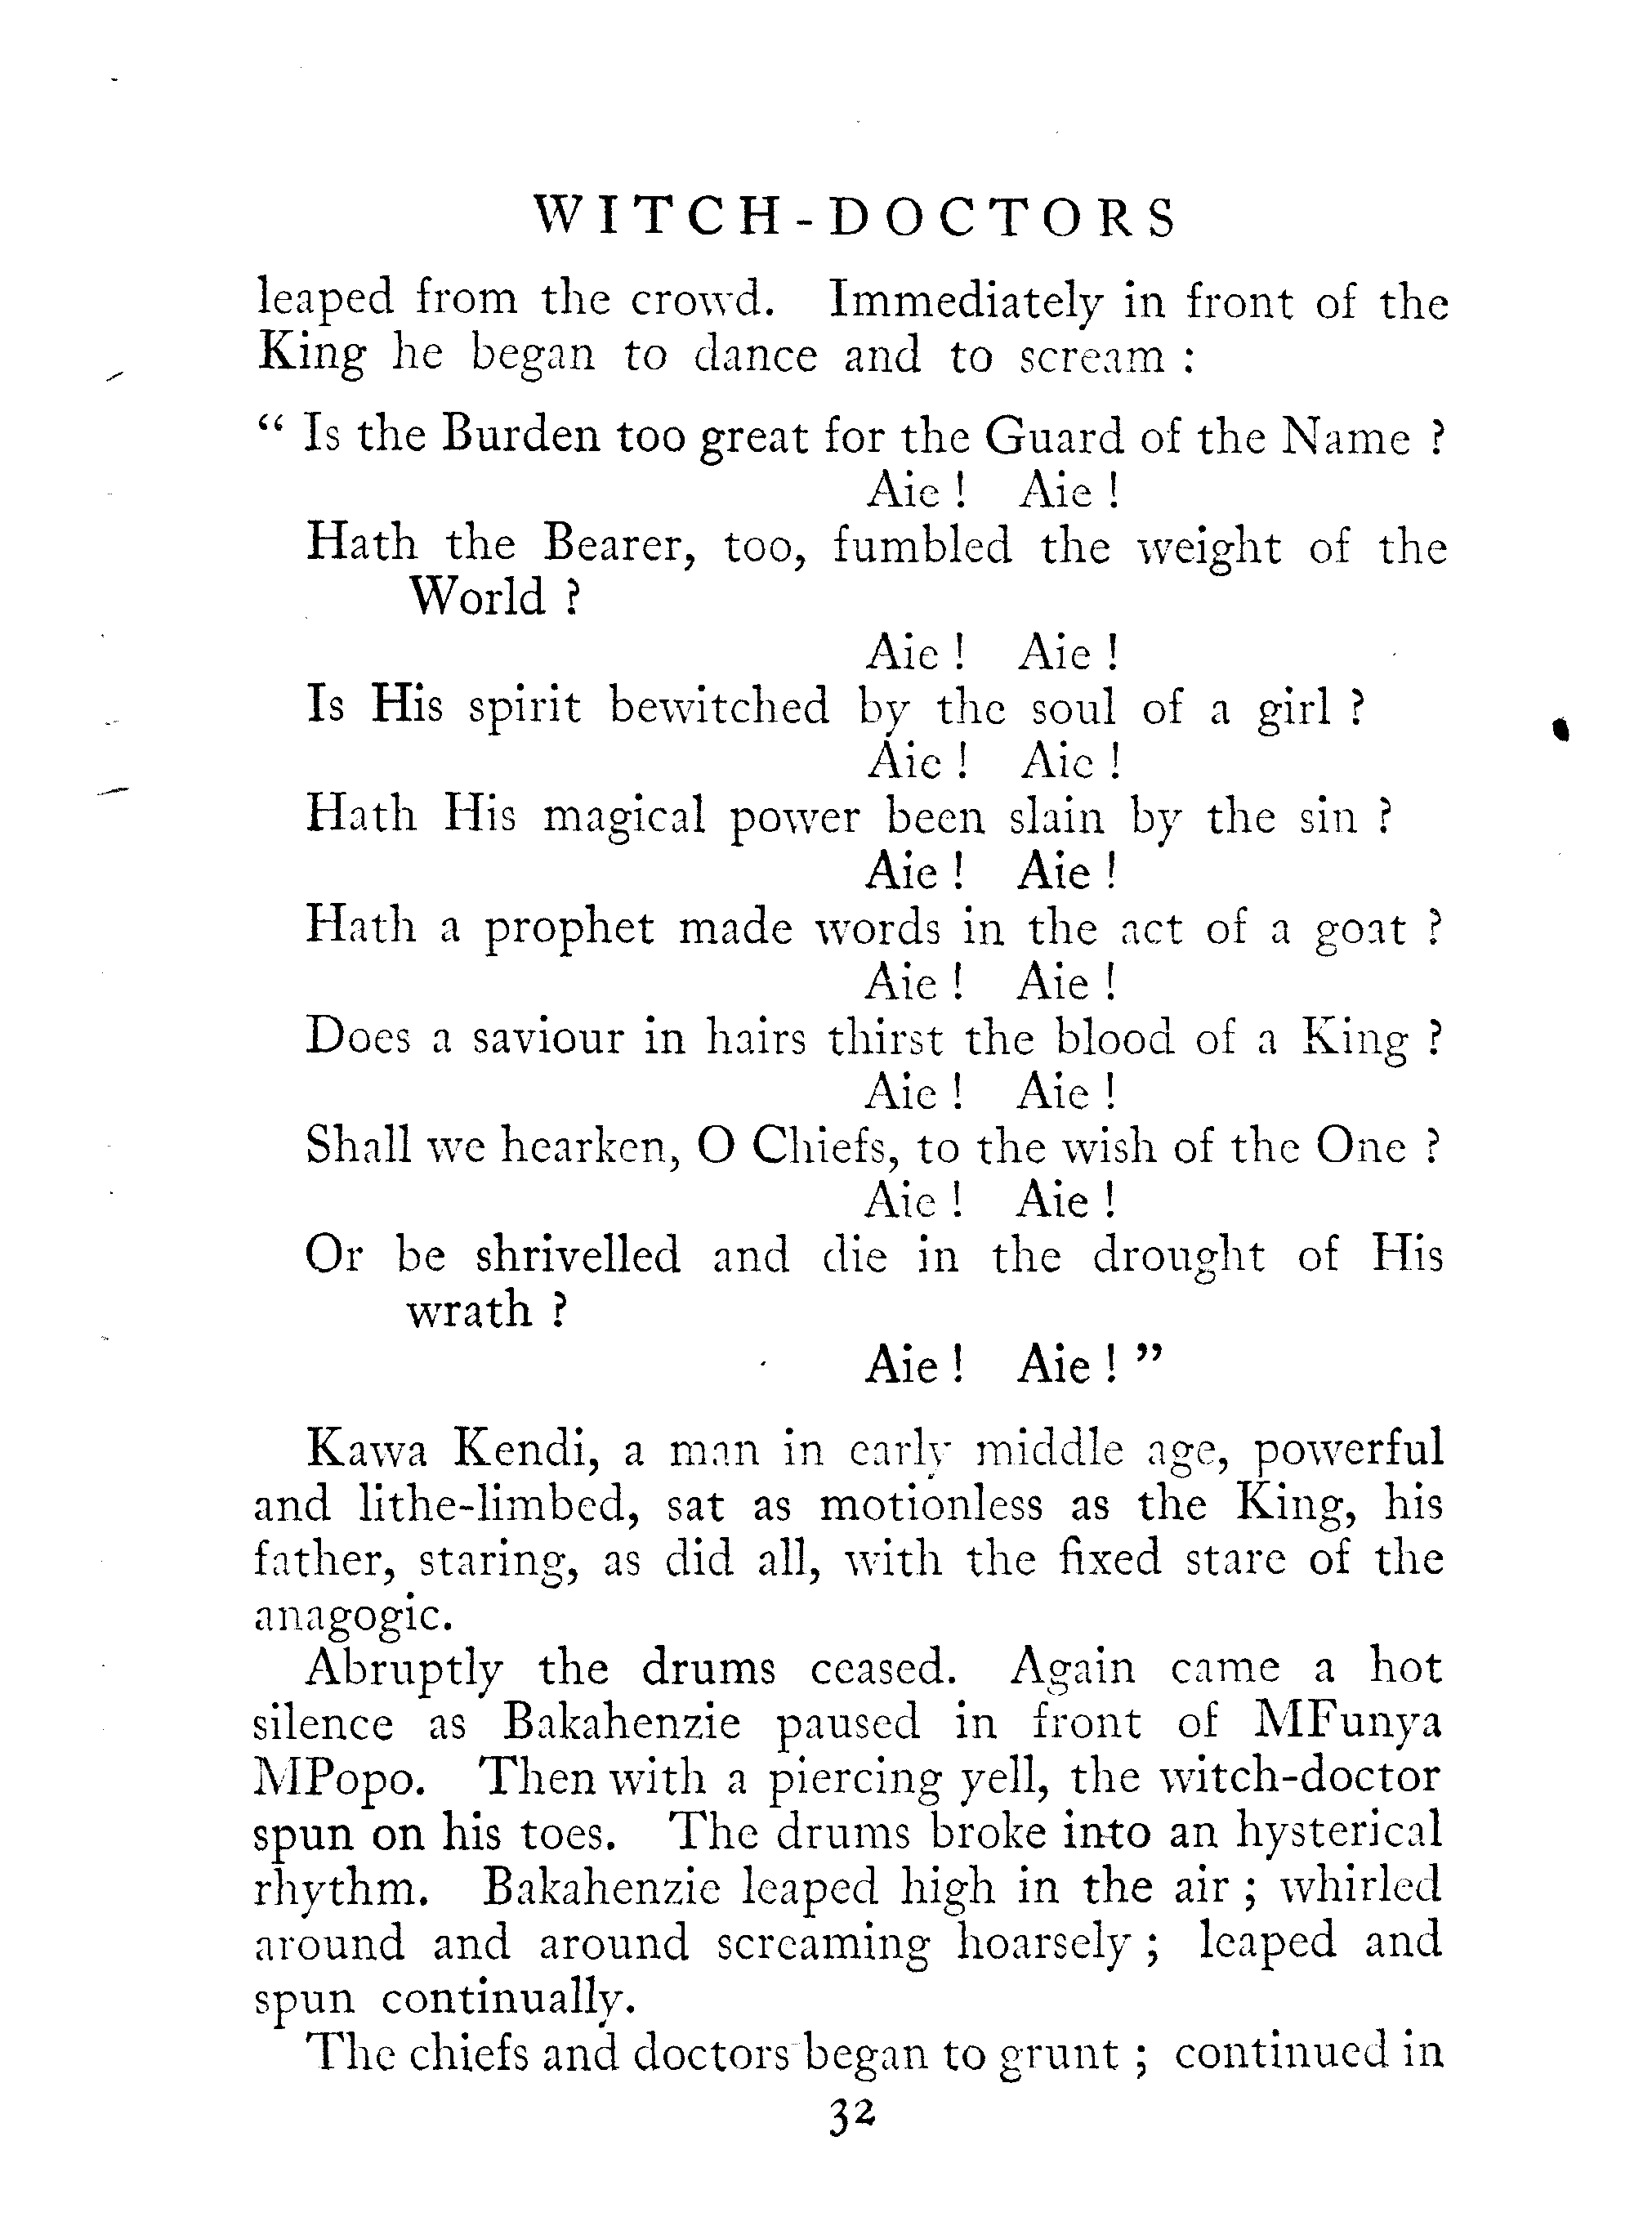 WITCH-DOCTORS
leaped from the crowd. Immediately in front of the
King he began to dance and to scream :
“ Is the Burden too great for the Guard of the Name ?
Aie ! Aie !
Hath the Bearer, too, fumbled the weight of the
World ?
Aie ! Aie !
Is His spirit bewitched by the soul of a girl ?
Aie ! Aie !
Hath His magical power been slain by the sin ?
Aie ! Aie !
Hath a prophet made words in the act of a goat ?
Aie ! Aie !
Does a saviour in hairs thirst the blood of a King ?
Aie ! Aie !
Shall we hearken, O Chiefs, to the wish of the One ?
Aie ! Aie !
Or be shrivelled and die in the drought of His
wrath ?
Aie ! Aie ! ”
Kawa Kendi, a man in early middle age, powerful
and lithe-limbed, sat as motionless as the King, his
father, staring, as did all, with the fixed stare of the
anagogic.
Abruptly the drums ceased. Again came a hot
silence as Bakahenzie paused in front of MFunya
MPopo. Then with a piercing yell, the witch-doctor
spun on his toes. The drums broke into an hysterical
rhythm. Bakahenzie leaped high in the air ; whirled
around and around screaming hoarsely ; leaped and
spun continually.
The chiefs and doctors began to grunt ; continued in
32